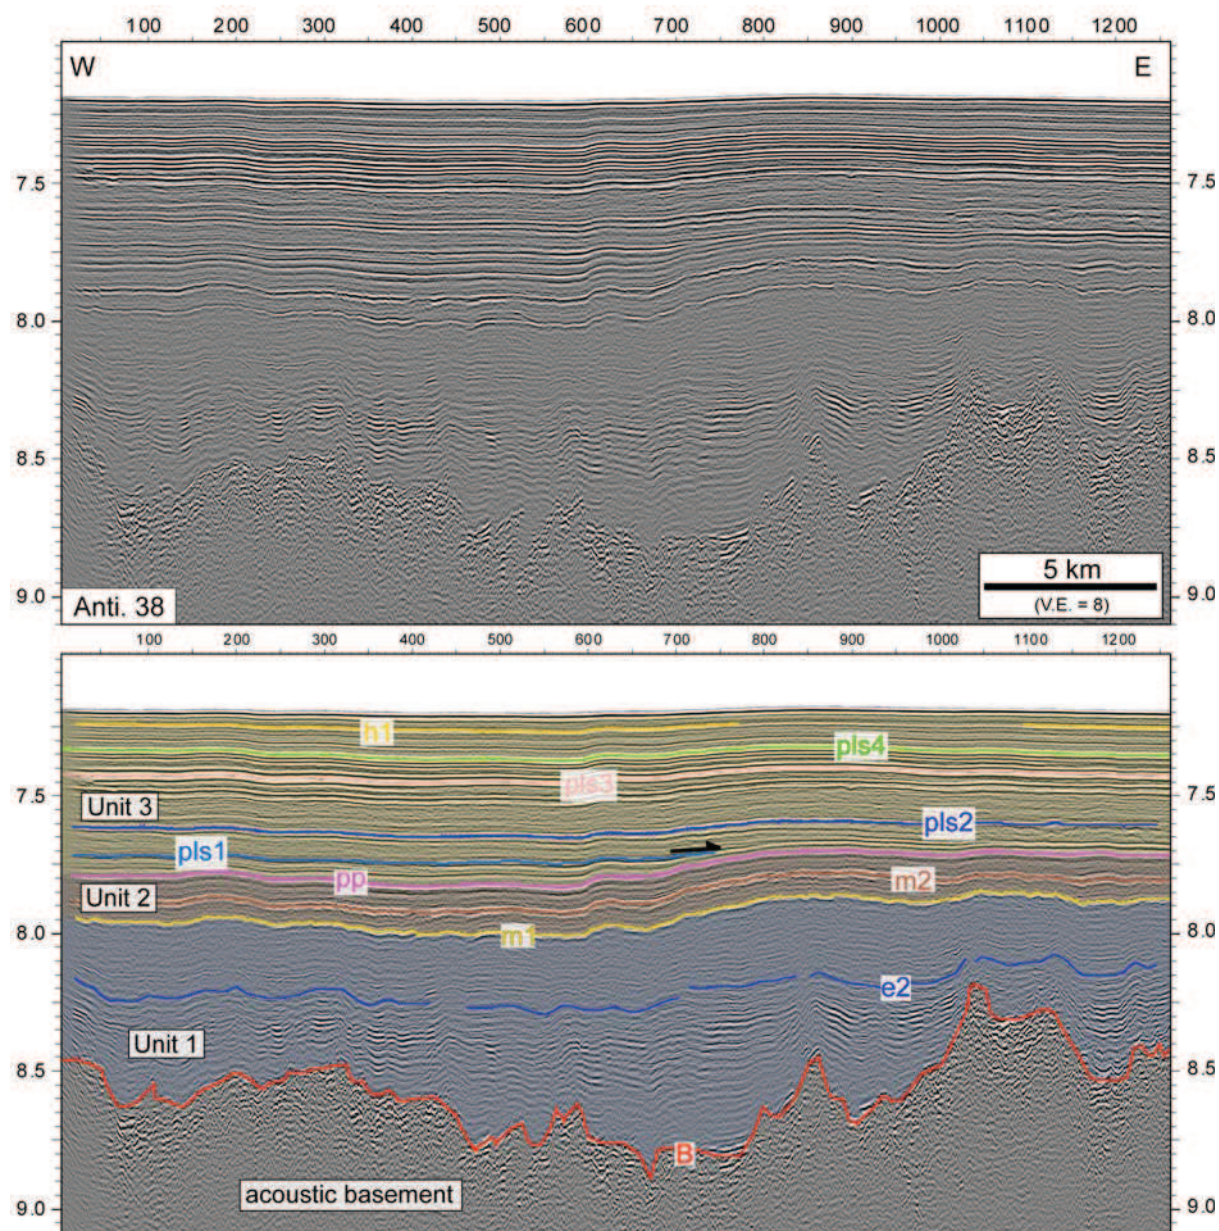 100 200 300 400 500 600 700 800 900 1000 1100 1200
W E
7.5 7.5
8.0 8.0
8.5 8.5
9.0 9.0
5 km
(V.E. = 8)
Anti. 38
100 200 300 400 500 600 700 800 900 1000 1100 1200
h1
pls4
pls3
7.5 7.5
Unit 3
pls2
pls1
pp
m2
Unit 2
m1
8.0 8.0
e2
Unit 1
8.5 8.5
B
acoustic basement
9.0 9.0